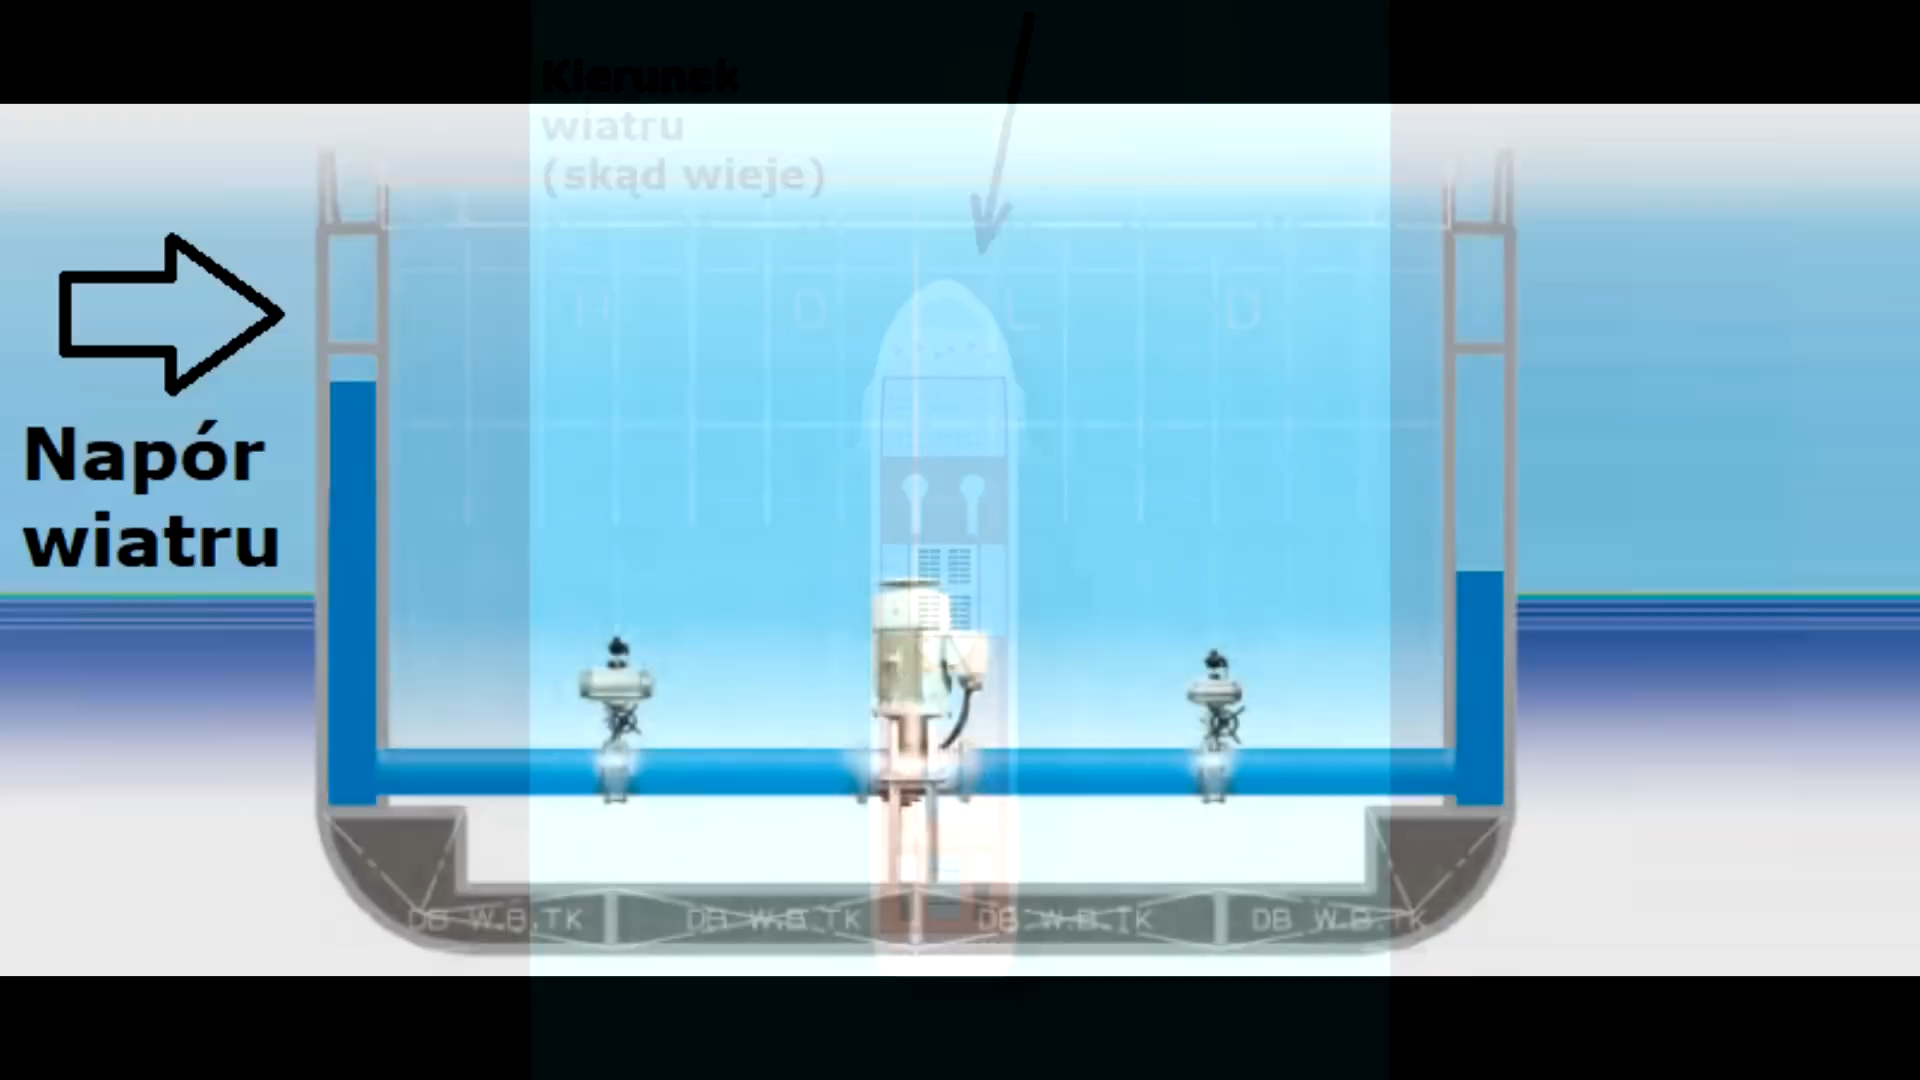 Kierunek
wiatru
(skąd wieje)
H O L D
Napór
wiatru
DB W.B.TK DB W.B.TK DB W.B.TK DB W.B.TK